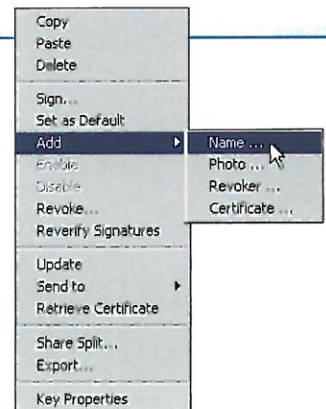 Copy
Paste
Delete
Sign...
Set as Default
Add
Name ...
Photo ...
Revoker ...
Certificate ...
Enable
Disable
Revoke...
Reverify Signatures
Update
Send to
Retrieve Certificate
Share Split...
Export...
Key Properties